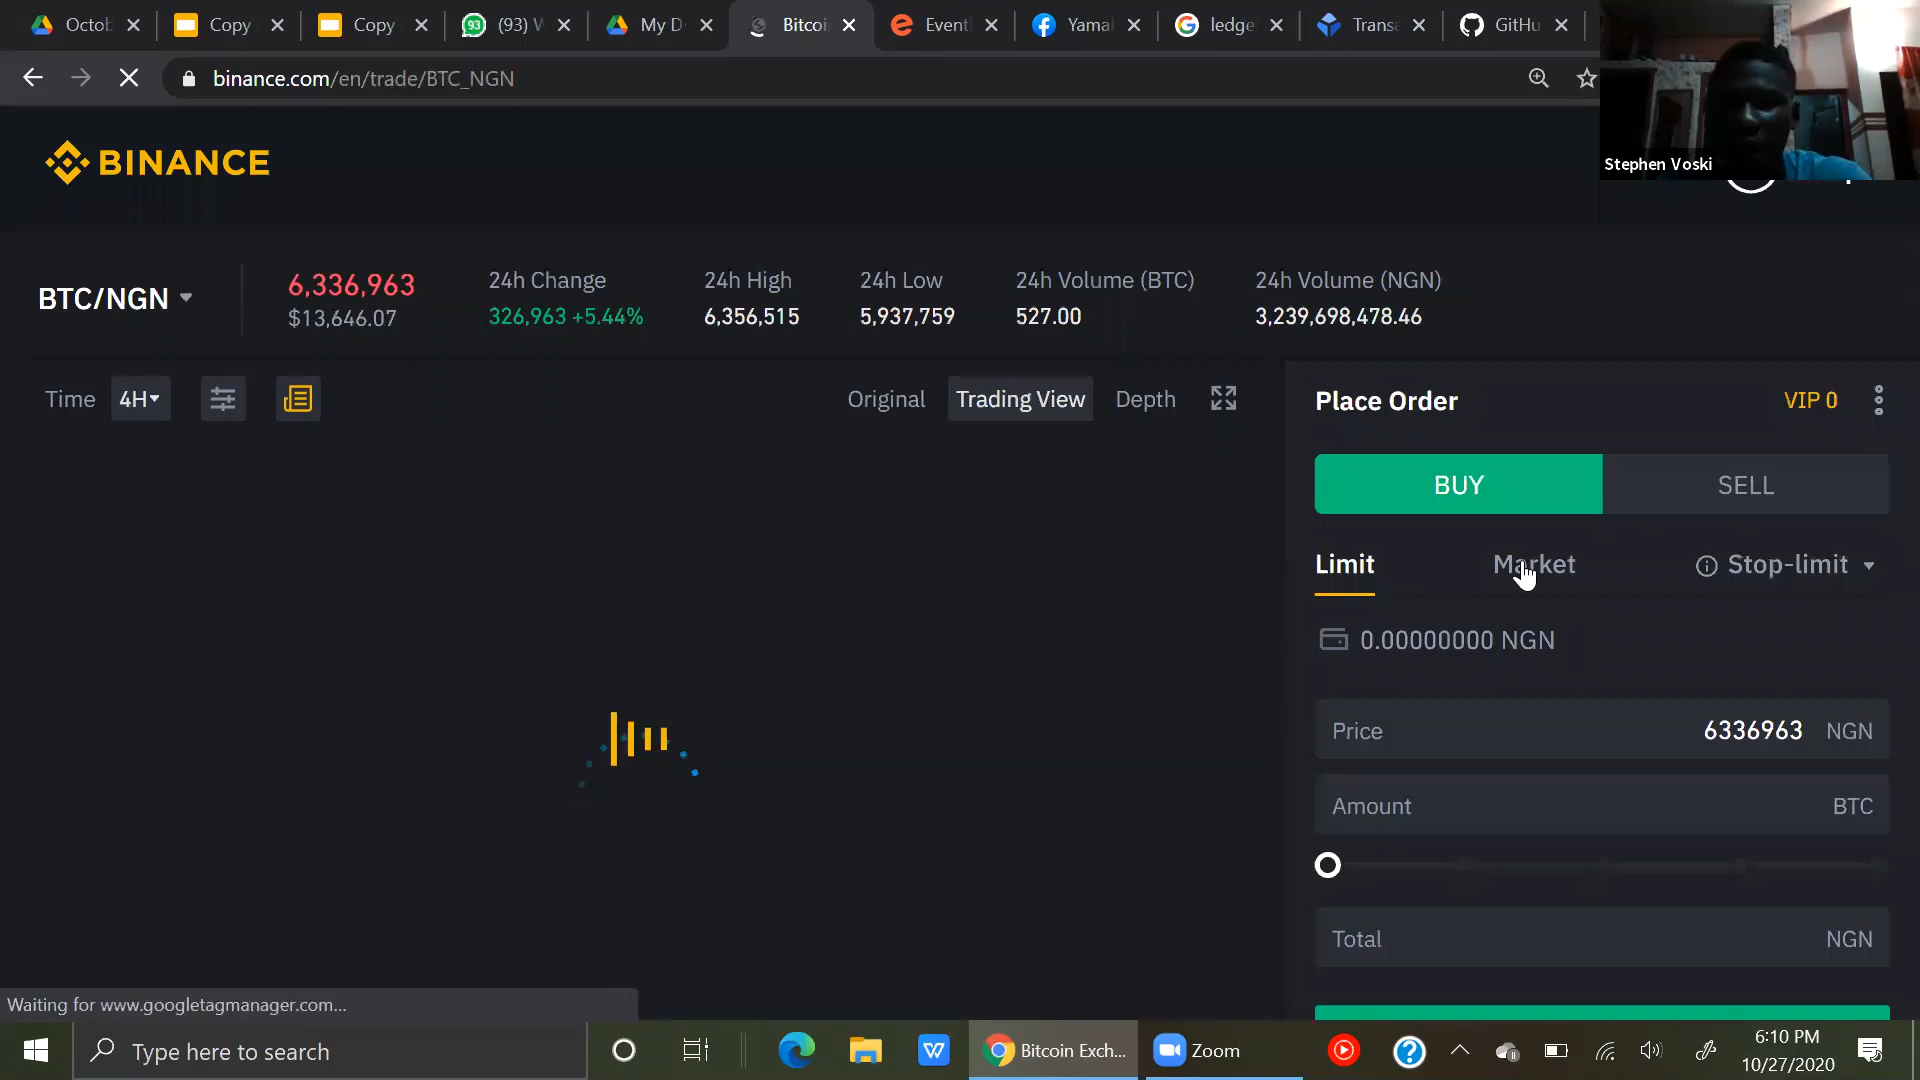 Octob
Copy
Copy
(93) W
My D
Bitcoi
Event
Yamal
ledge
Transa
GitHu
binance.com/en/trade/BTC_NGN
Stephen Voski
BINANCE
BTC/NGN
6,336,963
$13,646.07
24h Change
326,963 +5.44%
24h High
6,356,515
24h Low
5,937,759
24h Volume (BTC)
527.00
24h Volume (NGN)
3,239,698,478.46
Time 4H
Original Trading View Depth
Place Order VIP 0
BUY SELL
Limit Market Stop-limit
0.00000000 NGN
Price 6336963 NGN
Amount BTC
Total NGN
Waiting for www.googletagmanager.com...
Type here to search
Bitcoin Exch...
Zoom
6:10 PM
10/27/2020